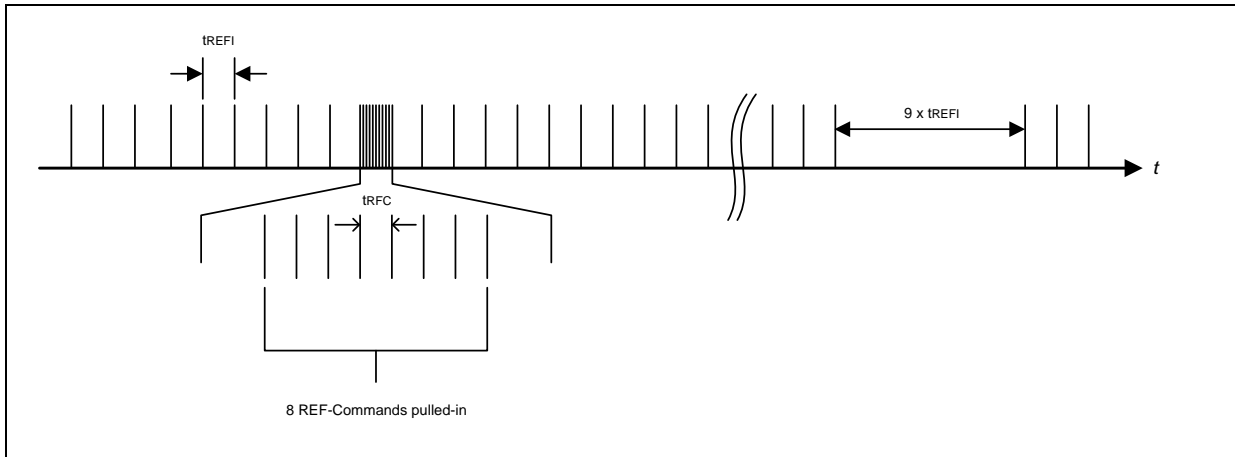 tREFI
9 x tREFI
t
tRFC
8 REF-Commands pulled-in